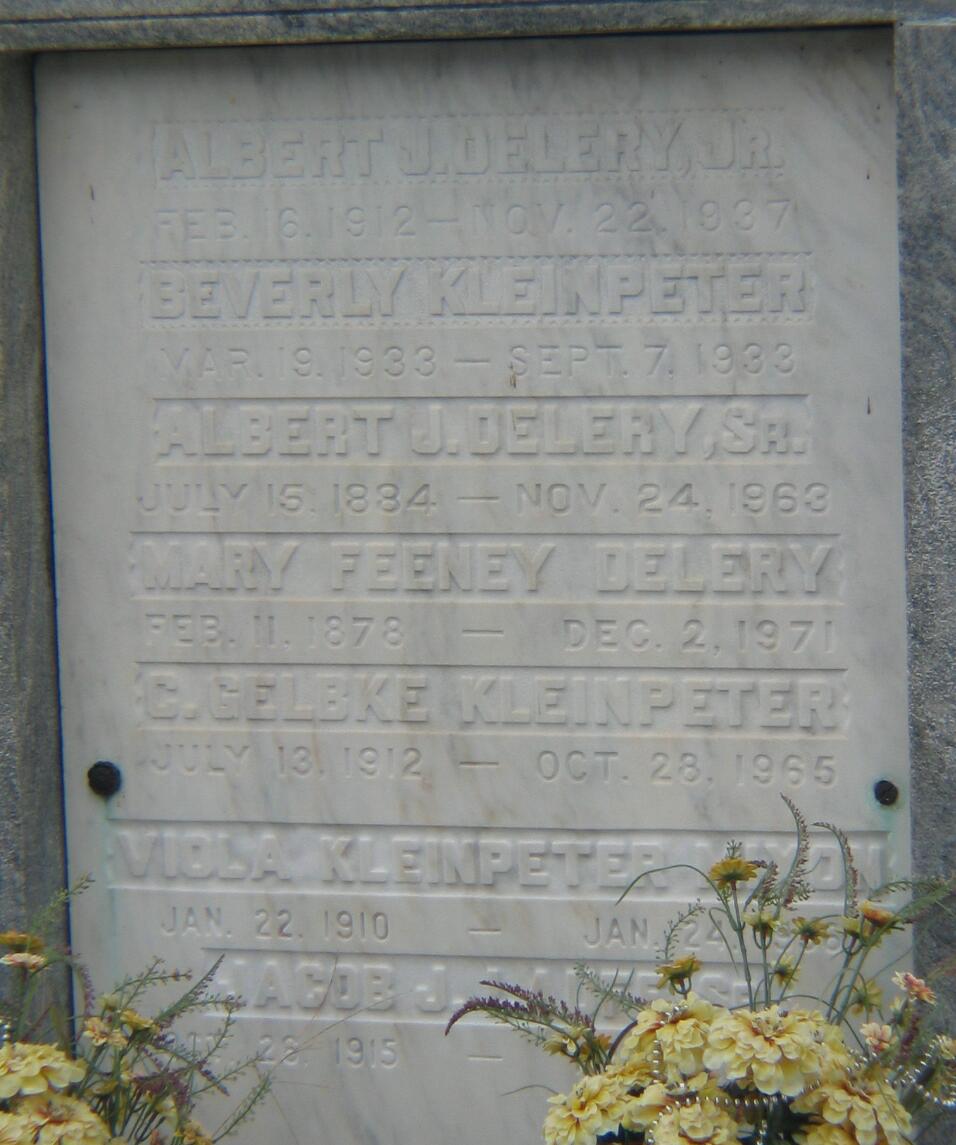 ALBERT J. DELERY, JR.
FEB. 16. 1912 — NOV. 22. 1937
BEVERLY KLEINPETER
MAR. 19. 1933 — SEPT. 7, 1933
ALBERT J. DELERY, SR.
JULY 15, 1884 — NOV. 24, 1963
MARY FEENEY DELERY
FEB. 11, 1878 — DEC. 2, 1971
C. GELBKE KLEINPETER
JULY 13, 1912 — OCT. 28, 1965
VIOLA KLEINPETER NIXON
JAN. 22, 1910 — JAN. 24,
JACOB J.
28, 1915 —